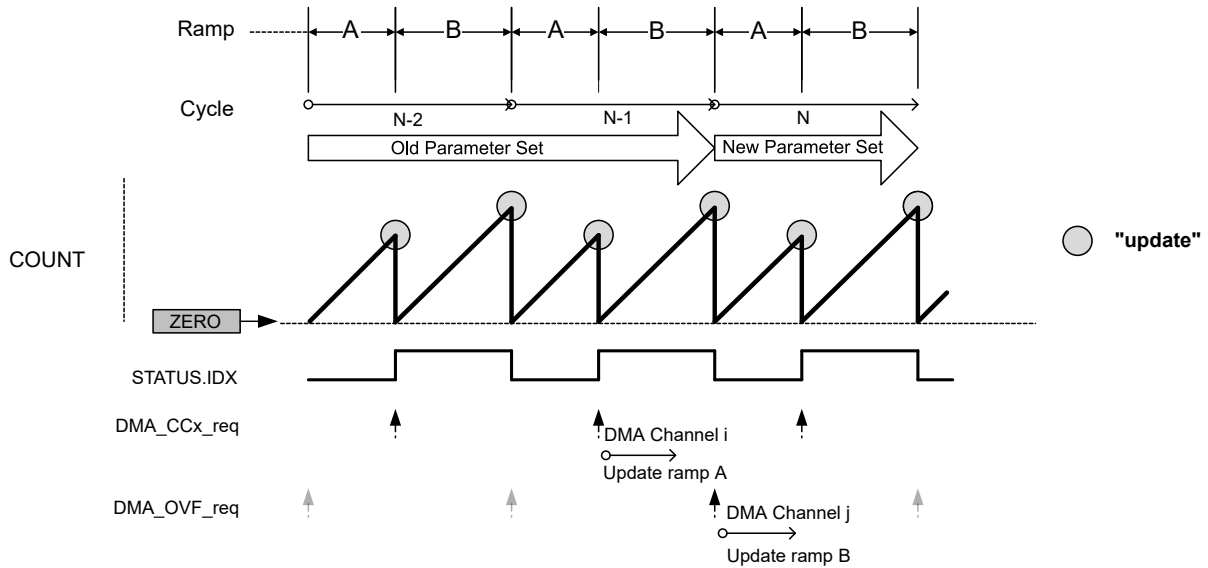 Ramp
A B A B A B
Cycle
N-2 N-1 N
Old Parameter Set New Parameter Set
COUNT
"update"
ZERO
STATUS.IDX
DMA_CCx_req
DMA Channel i
Update ramp A
DMA_OVF_req
DMA Channel j
Update ramp B